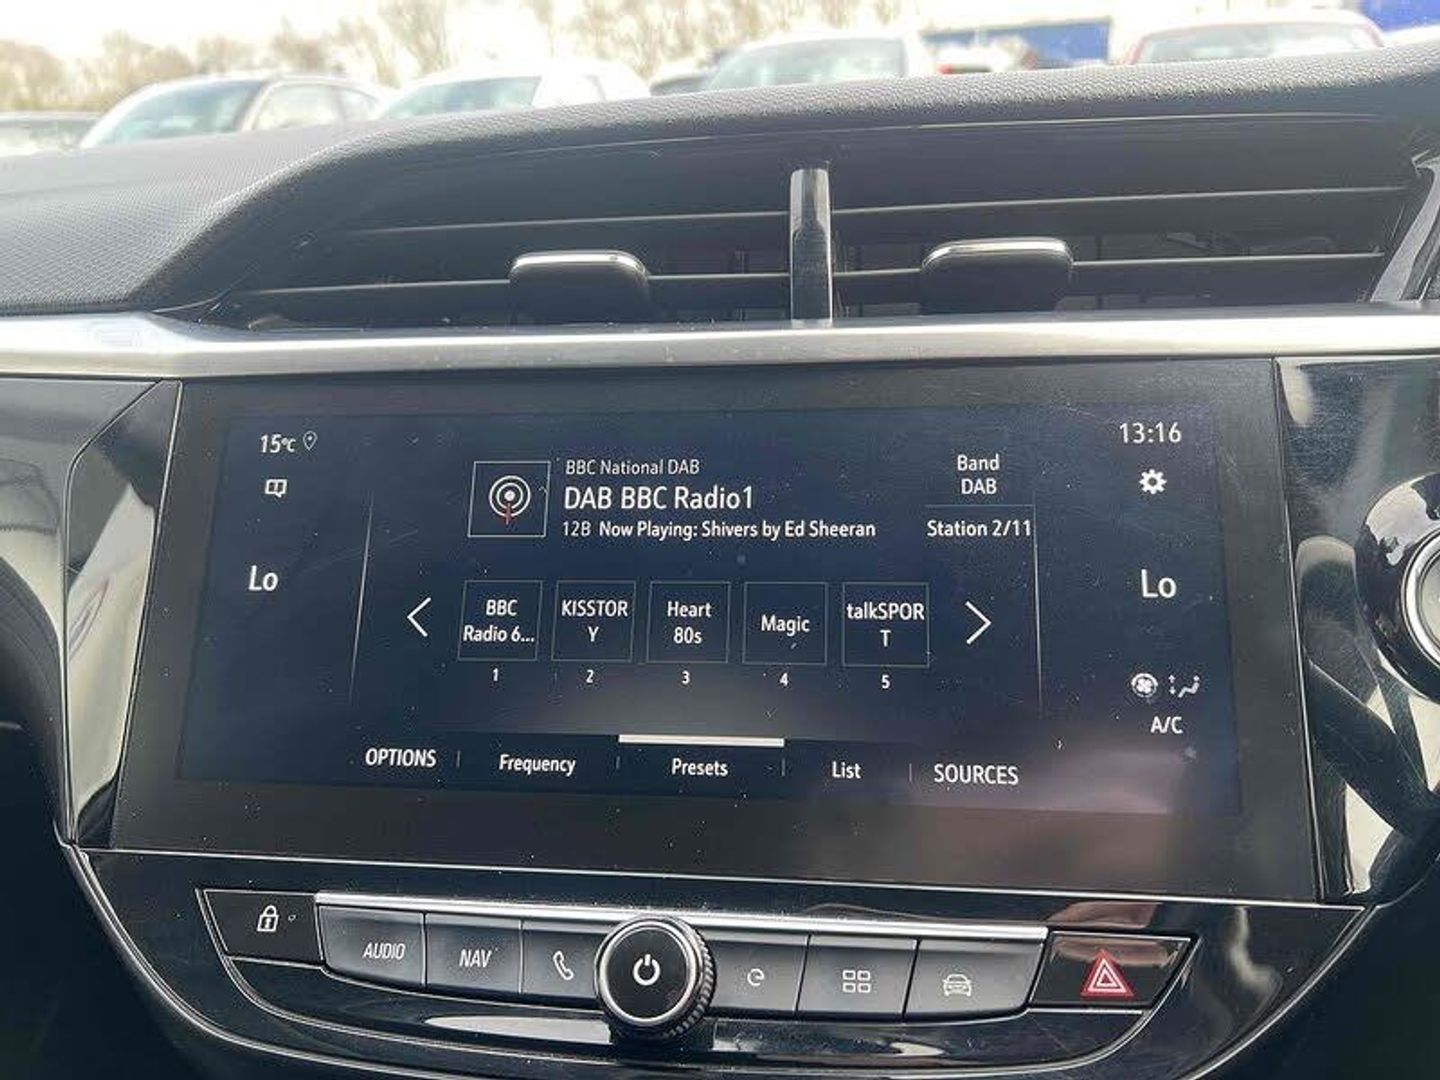 15°C
13:16
BBC National DAB
DAB BBC Radio1
12B Now Playing: Shivers by Ed Sheeran
Band
DAB
Station 2/11
Lo
Lo
BBC
Radio 6...
KISSTOR
Y
Heart
80s
Magic
talkSPOR
T
1
2
3
4
5
A/C
OPTIONS
Frequency
Presets
List
SOURCES
AUDIO
NAV